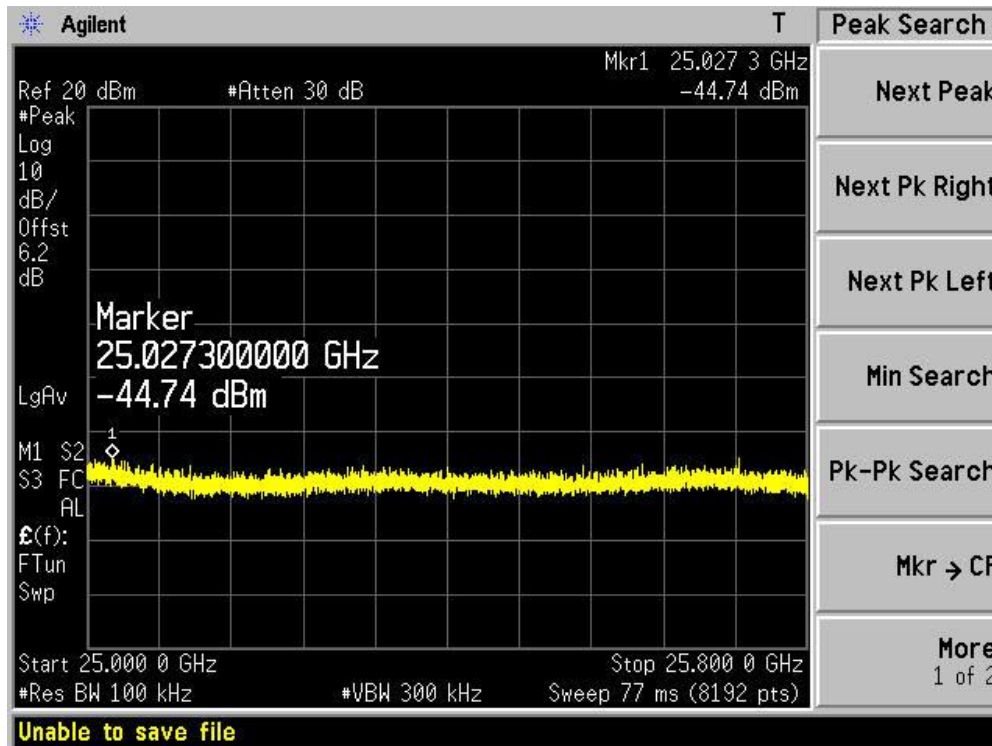 Agilent T
Peak Search
Mkr1 25.027 3 GHz
Ref 20 dBm #Atten 30 dB -44.74 dBm
#Peak
Log
10
dB/
Offst
6.2
dB
Marker
25.027300000 GHz
-44.74 dBm
LgAv
1
M1 S2
S3 FC
AL
£(f):
FTun
Swp
Start 25.000 0 GHz Stop 25.800 0 GHz
#Res BW 100 kHz #VBW 300 kHz Sweep 77 ms (8192 pts)
Unable to save file
Next Peak
Next Pk Right
Next Pk Left
Min Search
Pk-Pk Search
Mkr → CF
More
1 of 2